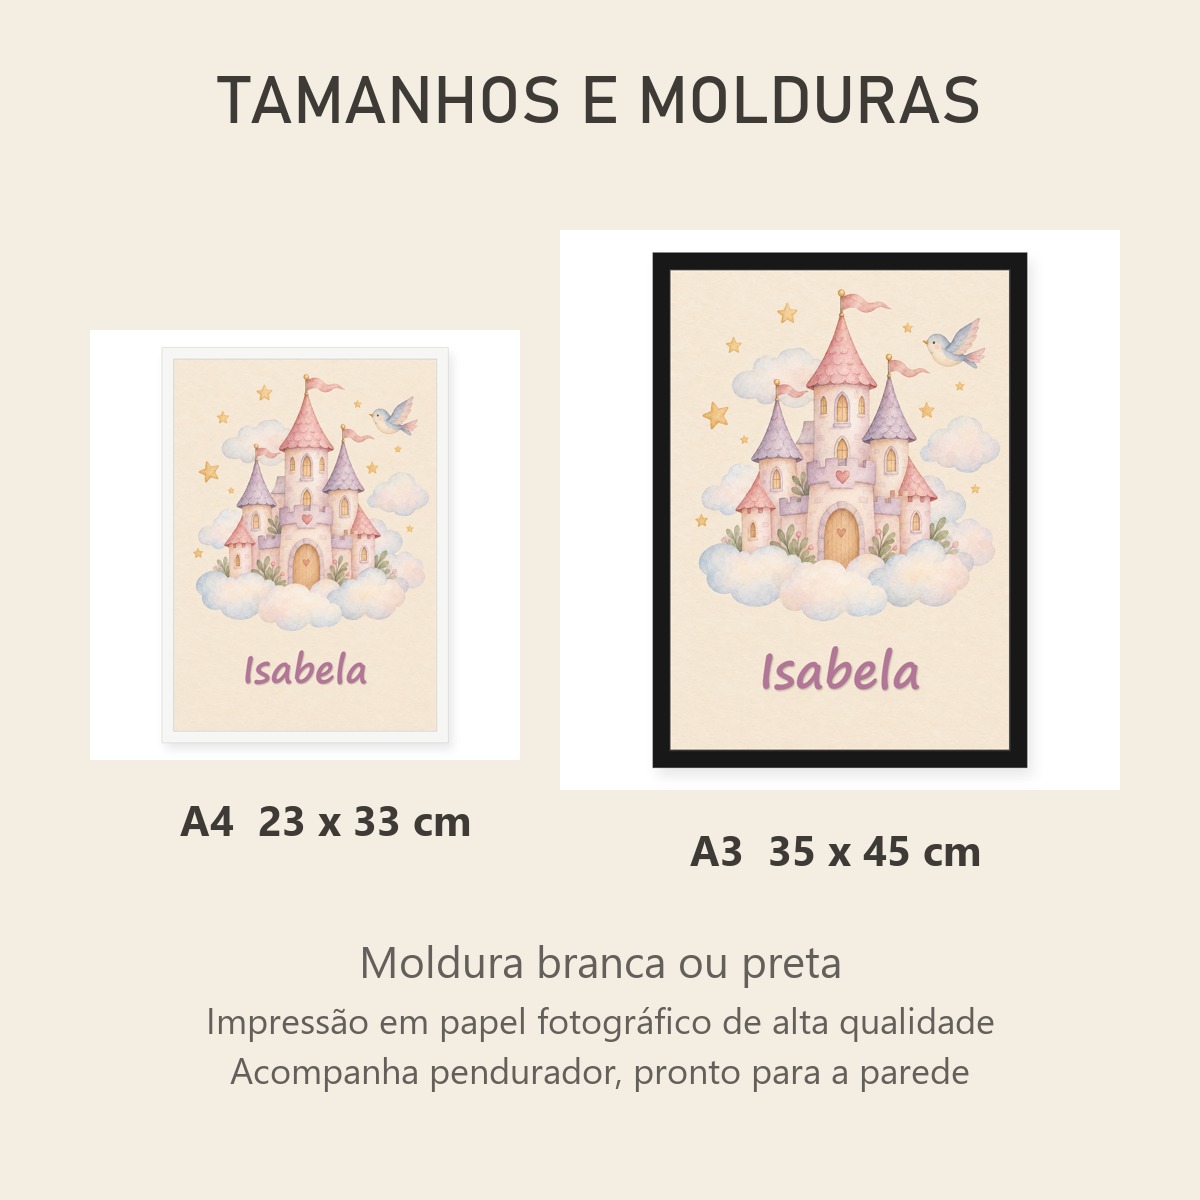 TAMANHOS E MOLDURAS
Isabela
Isabela
A4 23 x 33 cm
A3 35 x 45 cm
Moldura branca ou preta
Impressão em papel fotográfico de alta qualidade
Acompanha pendurador, pronto para a parede